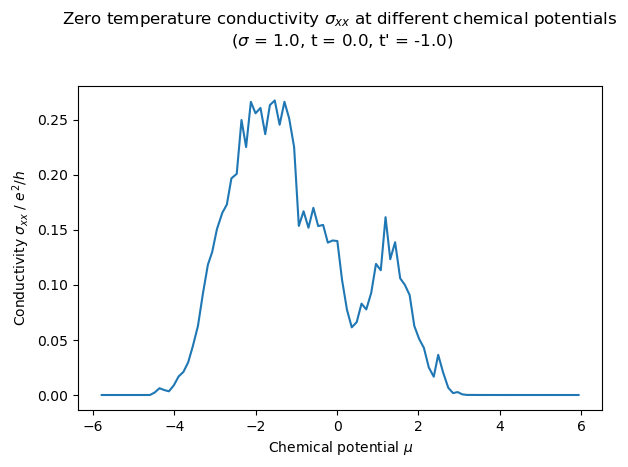 Zero temperature conductivity σxx at different chemical potentials
(σ = 1.0, t = 0.0, t' = -1.0)
Conductivity σxx / e²/h
0.25
0.20
0.15
0.10
0.05
0.00
−6 −4 −2 0 2 4 6
Chemical potential μ